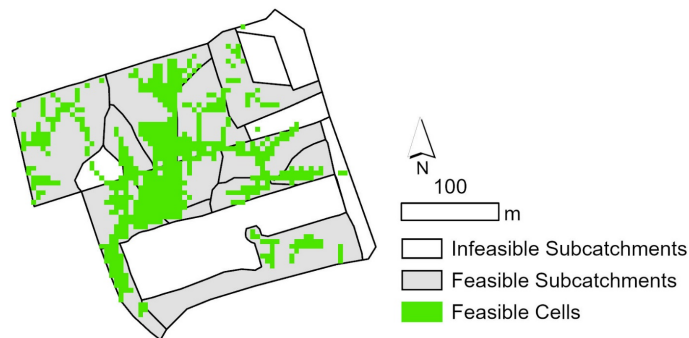 N
100
m
Infeasible Subcatchments
Feasible Subcatchments
Feasible Cells